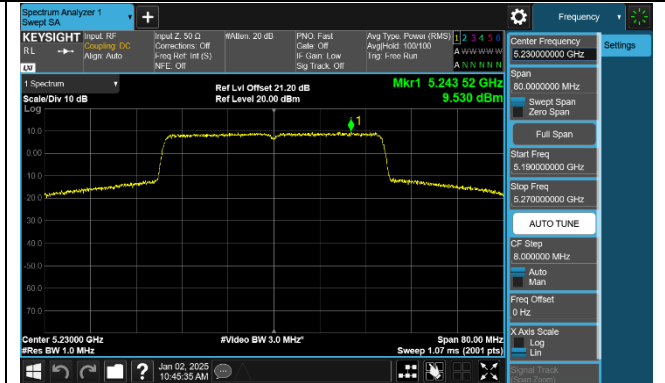 Spectrum Analyzer 1
Swept SA
Frequency
KEYSIGHT
RL
LXI
Input: RF
Coupling: DC
Align: Auto
Input Z: 50 Ω
Corrections: Off
Freq Ref: Int (S)
NFE: Off
#Atten: 20 dB
PNO: Fast
Gate: Off
IF Gain: Low
Sig Track: Off
Avg Type: Power (RMS)
Avg|Hold: 100/100
Trig: Free Run
1 2 3 4 5 6
A W W W W W
A N N N N N
Center Frequency
5.230000000 GHz
Settings
Span
80.0000000 MHz
Swept Span
Zero Span
Full Span
Start Freq
5.190000000 GHz
Stop Freq
5.270000000 GHz
AUTO TUNE
CF Step
8.000000 MHz
Auto
Man
Freq Offset
0 Hz
X Axis Scale
Log
Lin
Signal Track
(Span Zoom)
1 Spectrum
Scale/Div 10 dB
Log
Ref Lvl Offset 21.20 dB
Ref Level 20.00 dBm
Mkr1 5.243 52 GHz
9.530 dBm
1
10.0
0.00
-10.0
-20.0
-30.0
-40.0
-50.0
-60.0
-70.0
Center 5.23000 GHz
#Res BW 1.0 MHz
#Video BW 3.0 MHz*
Span 80.00 MHz
Sweep 1.07 ms (2001 pts)
?
Jan 02, 2025
10:45:35 AM